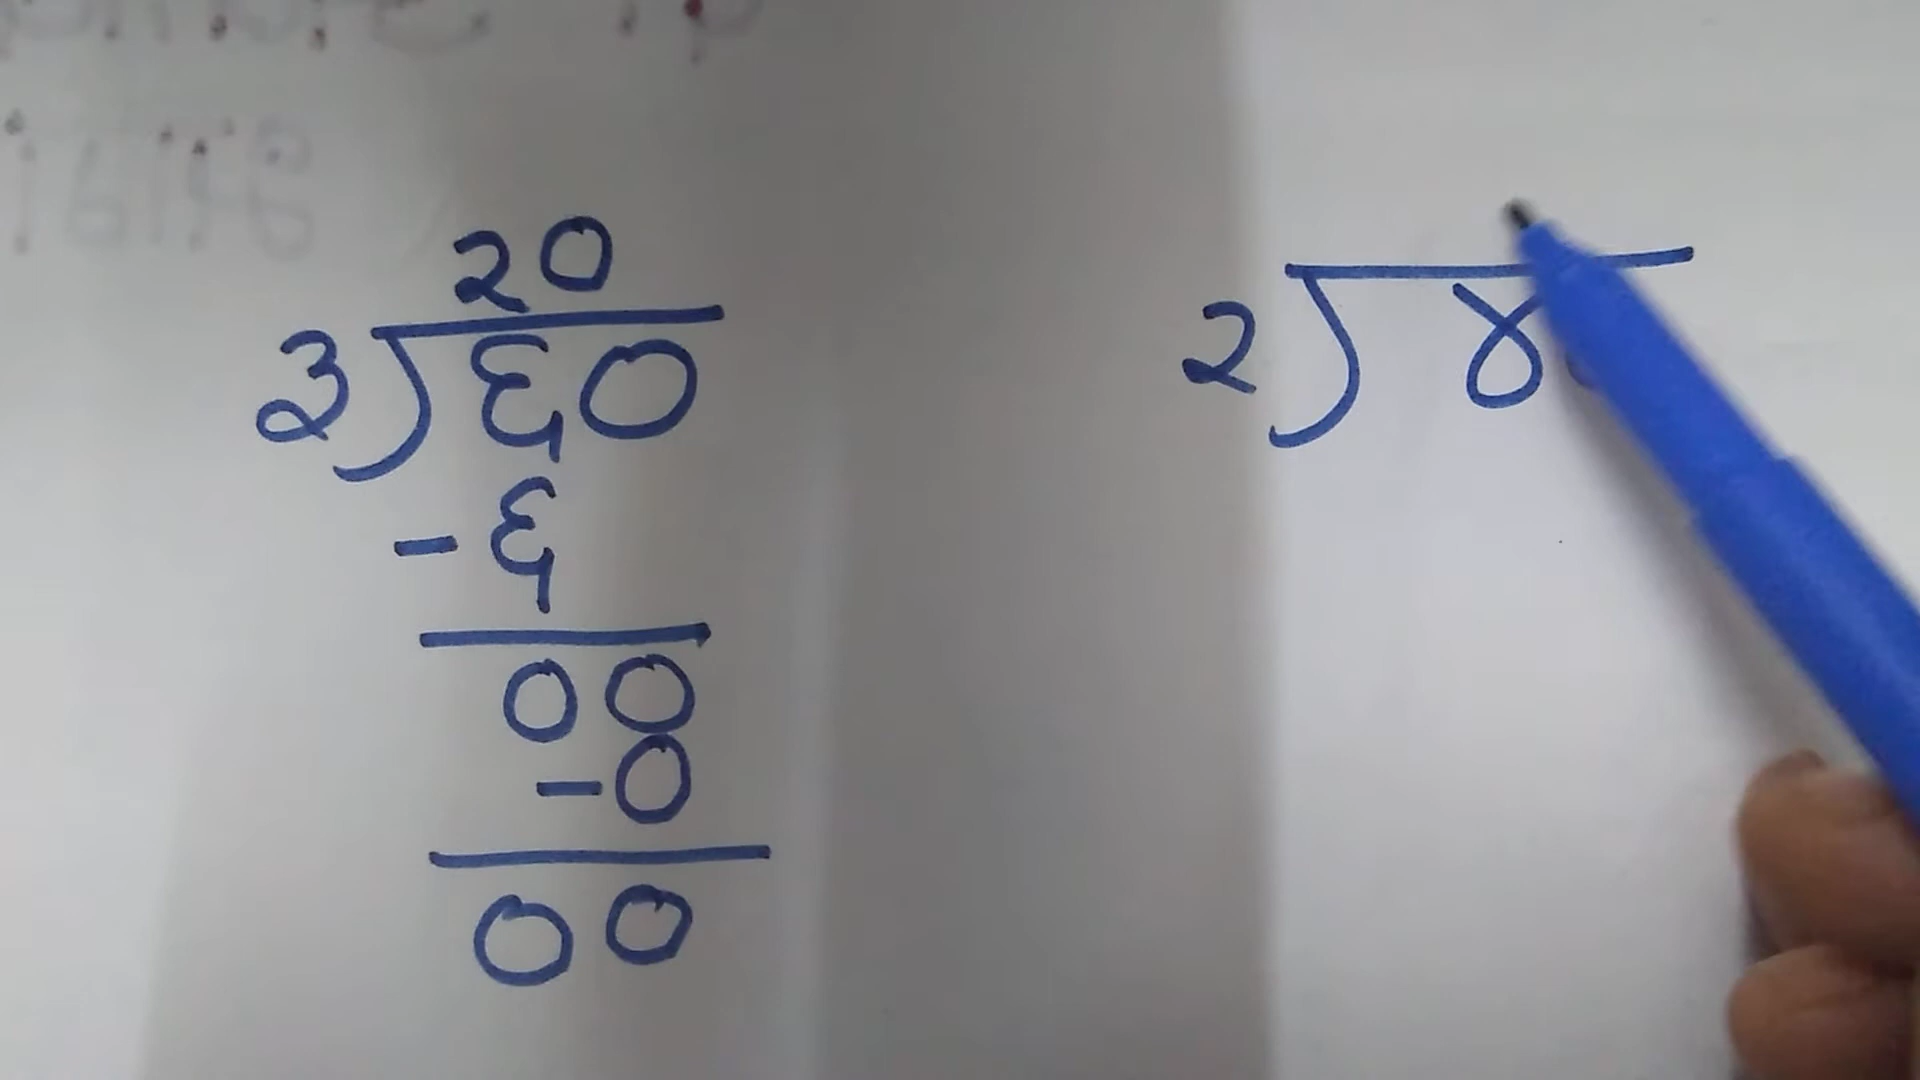 २०
३ ) ६०
- ६
००
- ०
००
२ ) ४